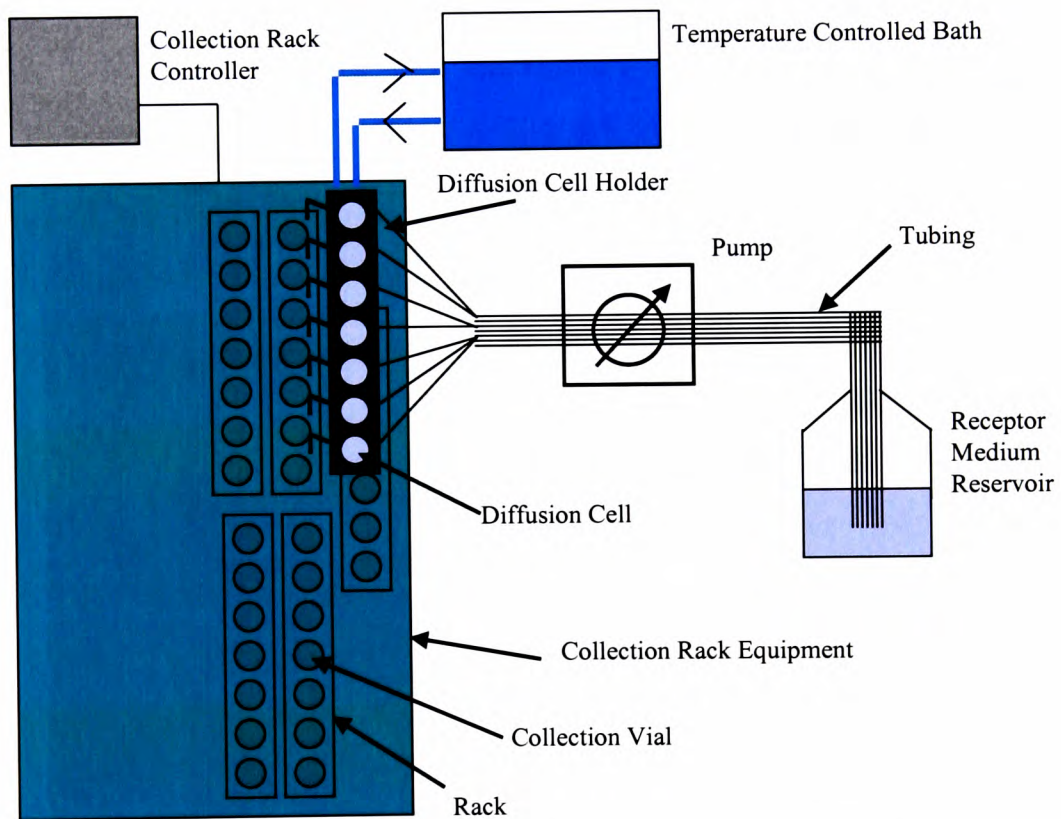 Collection Rack
Controller
Temperature Controlled Bath
Diffusion Cell Holder
Pump
Tubing
Receptor
Medium
Reservoir
Diffusion Cell
Collection Rack Equipment
Collection Vial
Rack